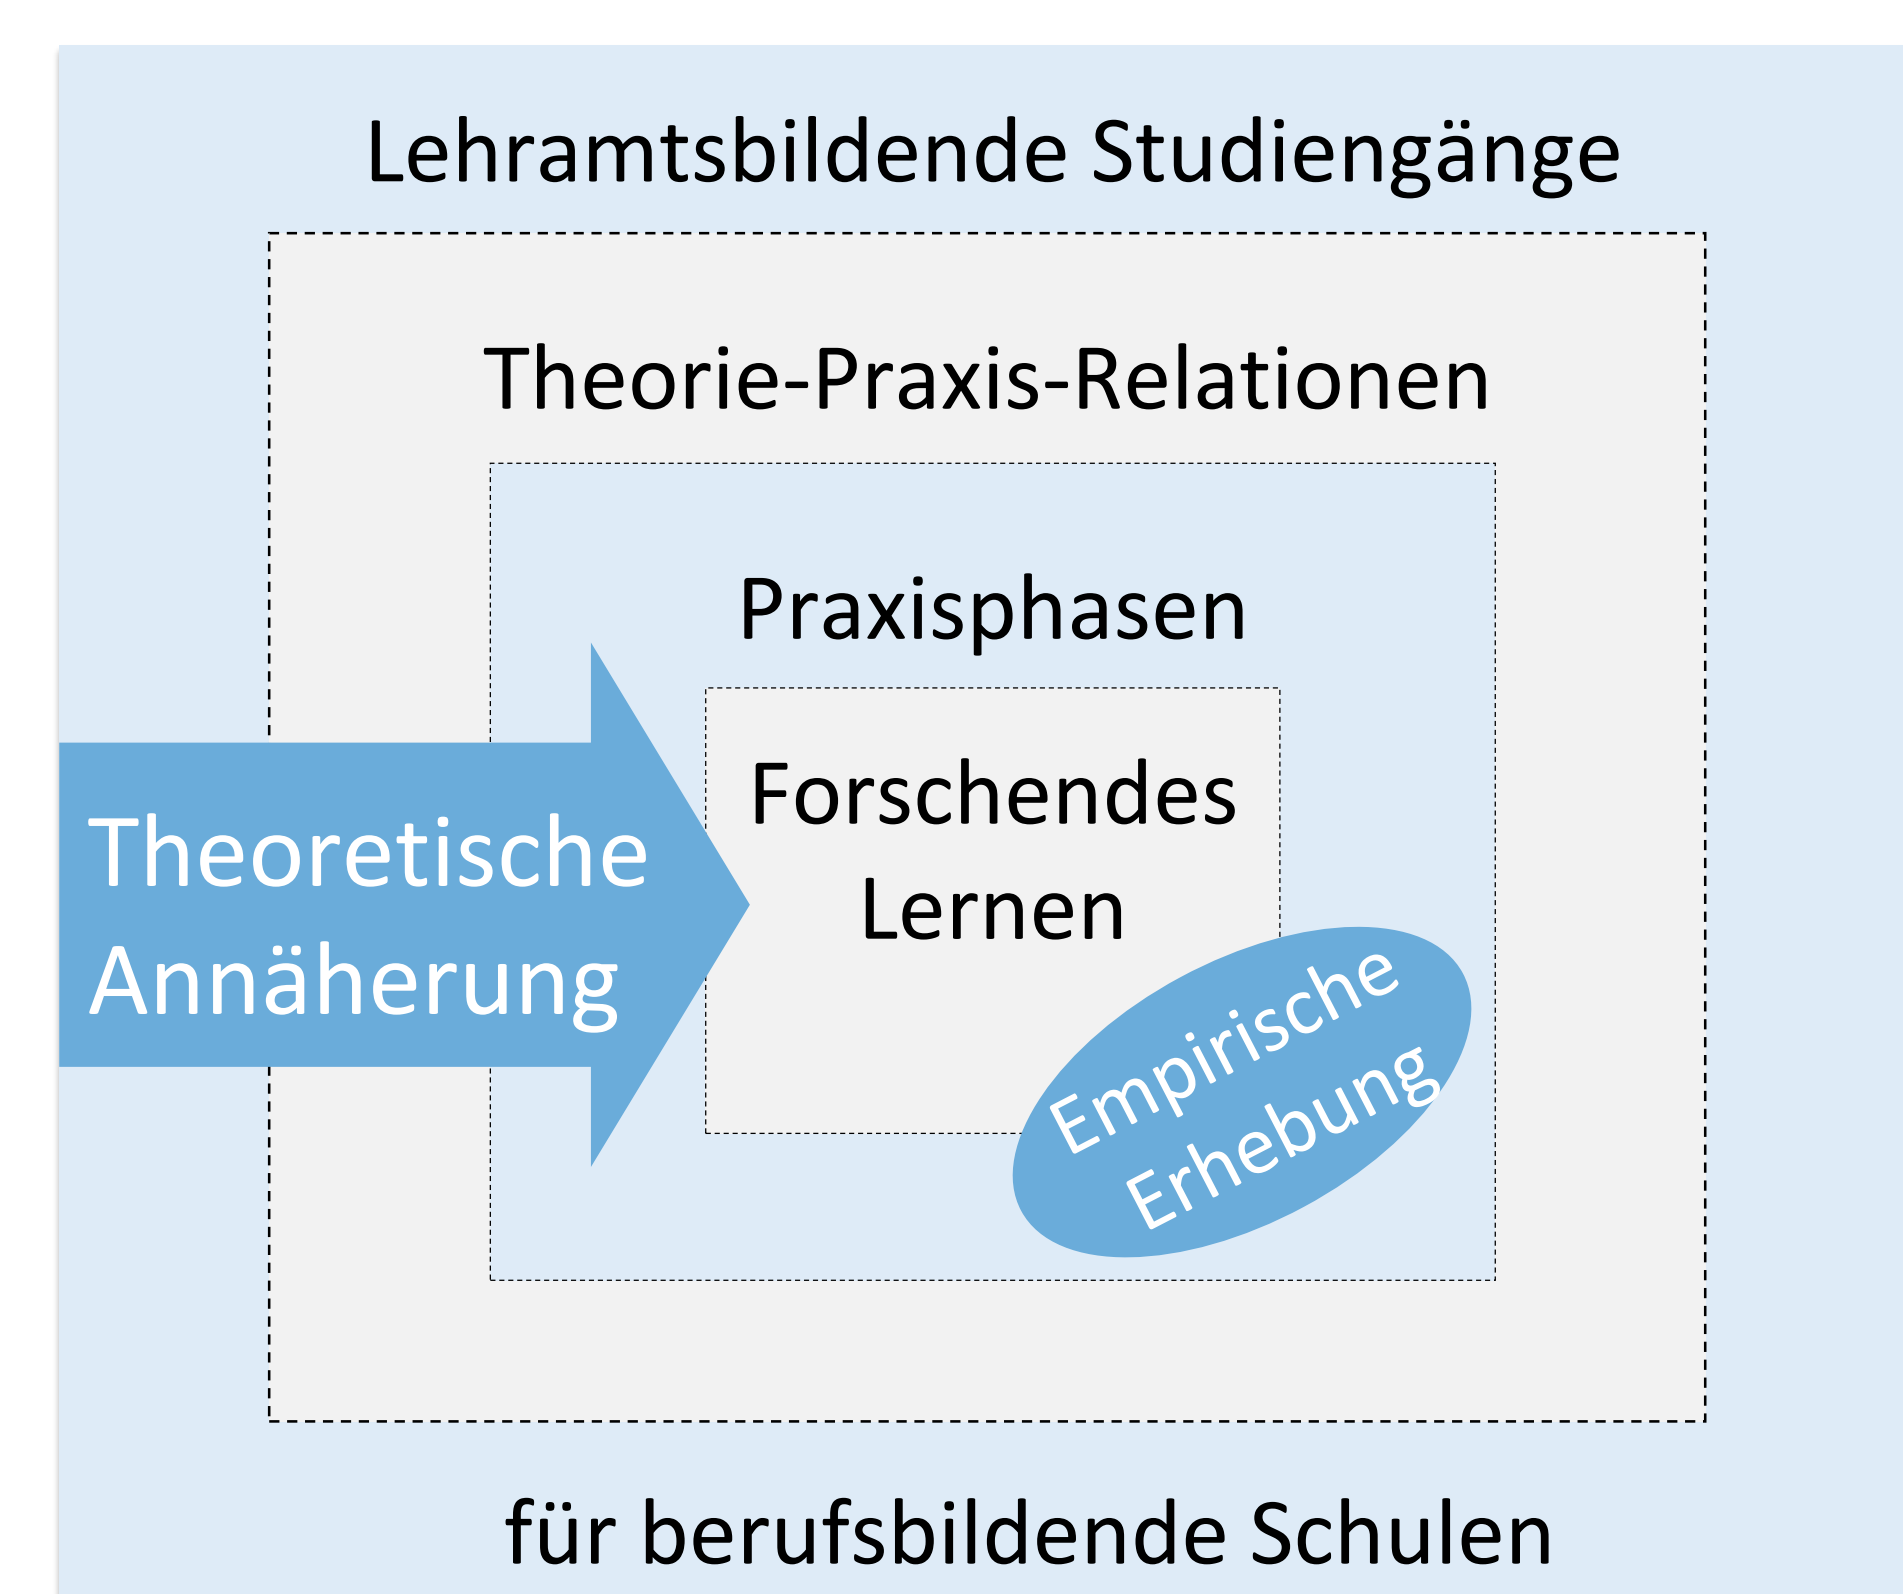 Lehramtsbildende Studiengänge
Theorie-Praxis-Relationen
Praxisphasen
Forschendes
Lernen
Theoretische
Annäherung
Empirische
Erhebung
für berufsbildende Schulen